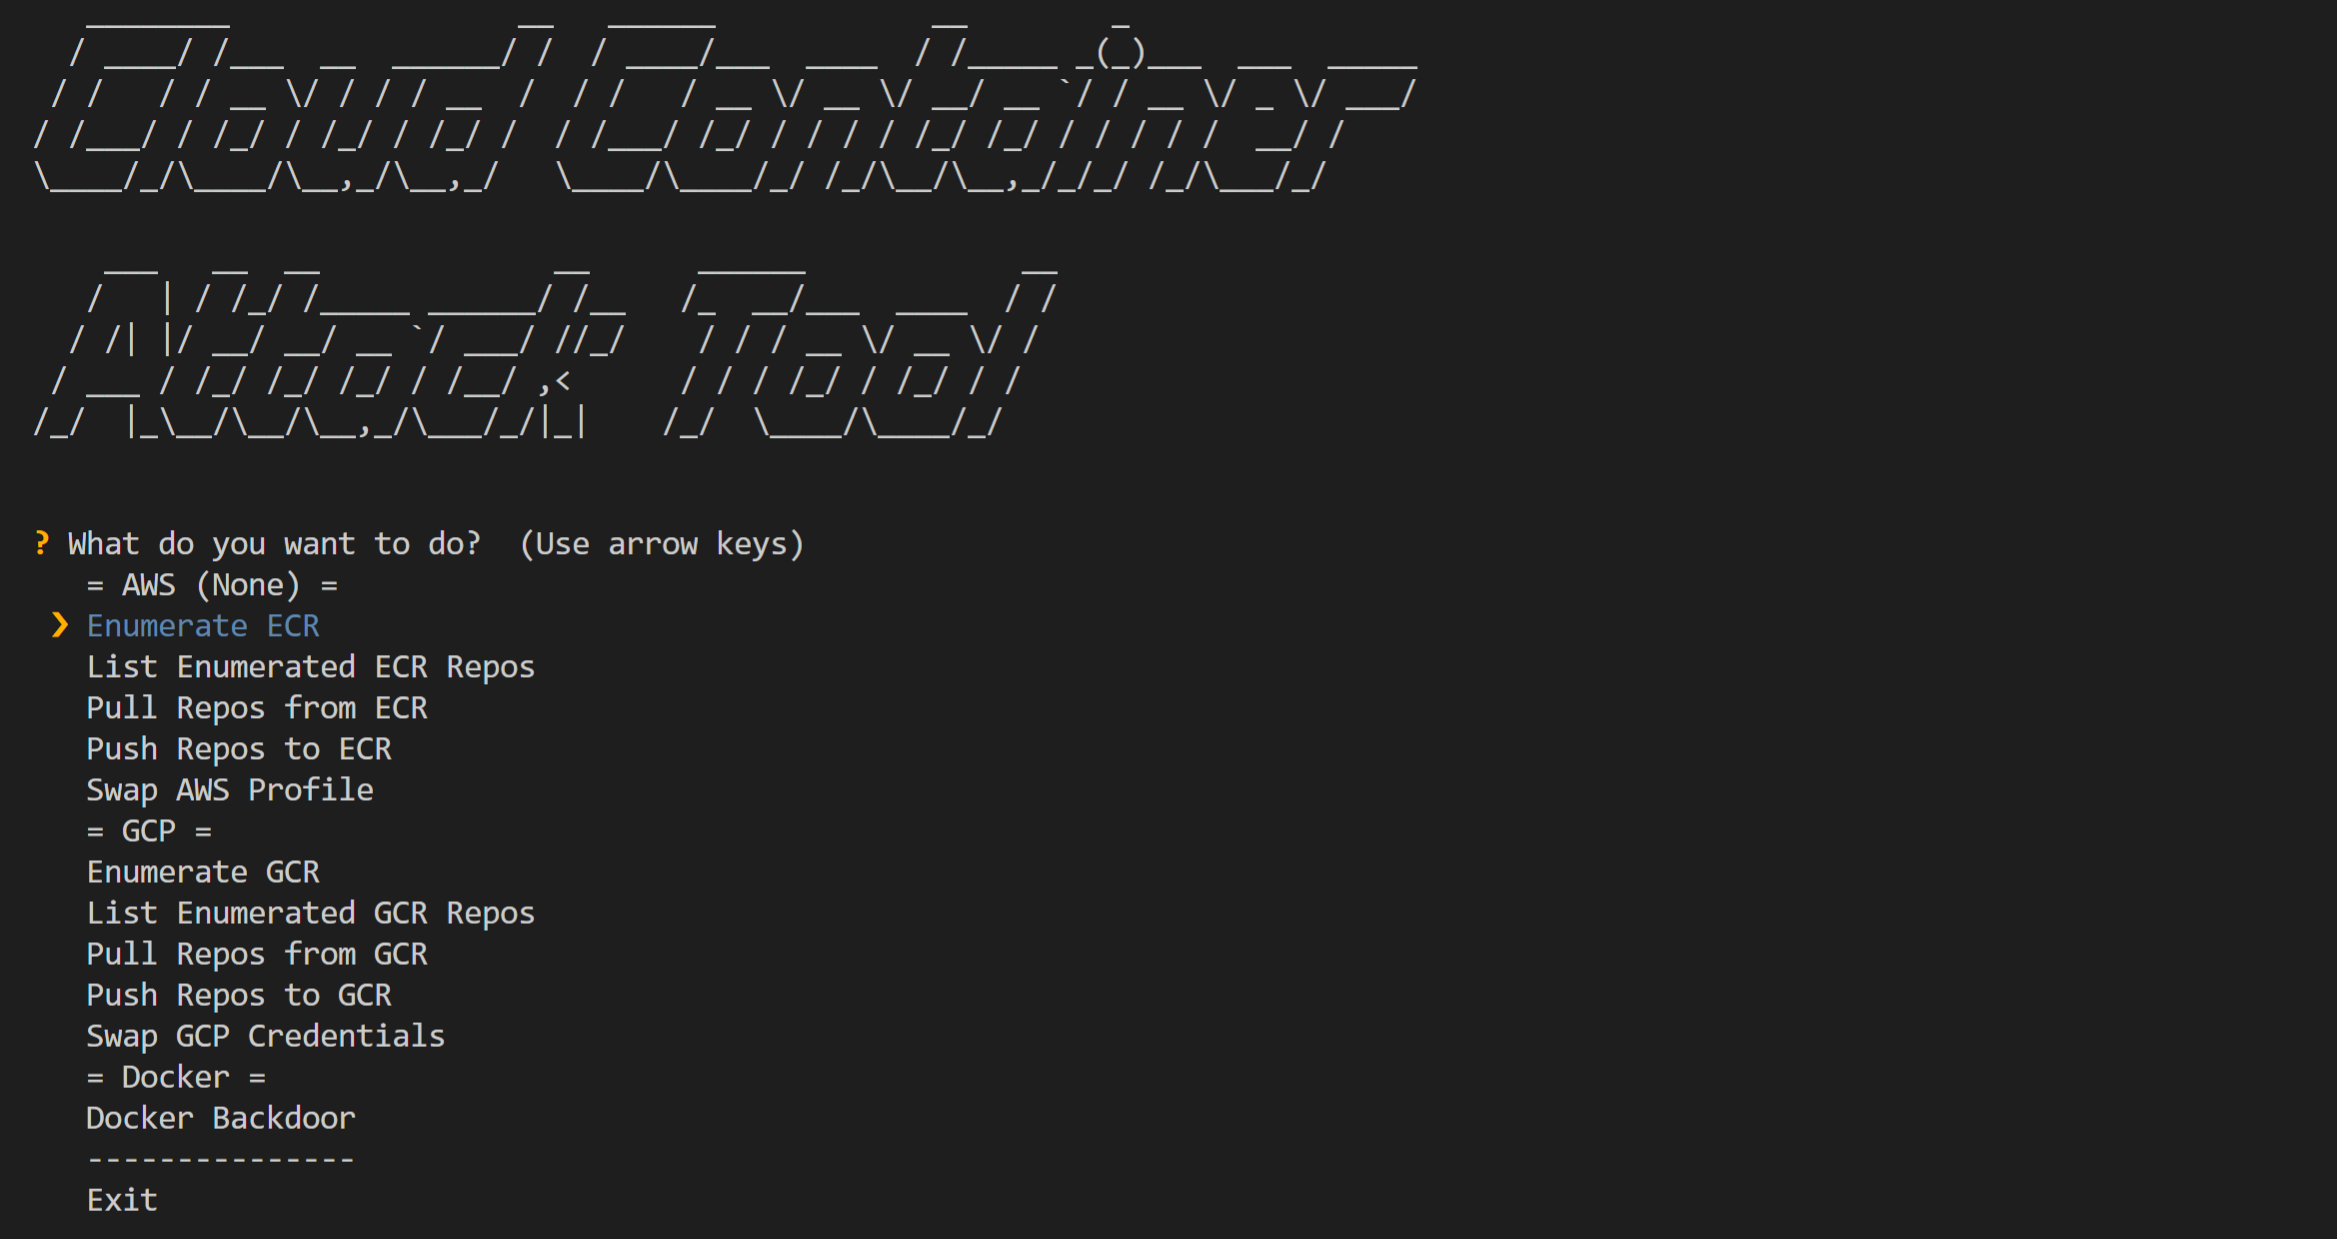 Cloud Container
Attack Tool
? What do you want to do?  (Use arrow keys)
= AWS (None) =
❯ Enumerate ECR
List Enumerated ECR Repos
Pull Repos from ECR
Push Repos to ECR
Swap AWS Profile
= GCP =
Enumerate GCR
List Enumerated GCR Repos
Pull Repos from GCR
Push Repos to GCR
Swap GCP Credentials
= Docker =
Docker Backdoor
---------------
Exit